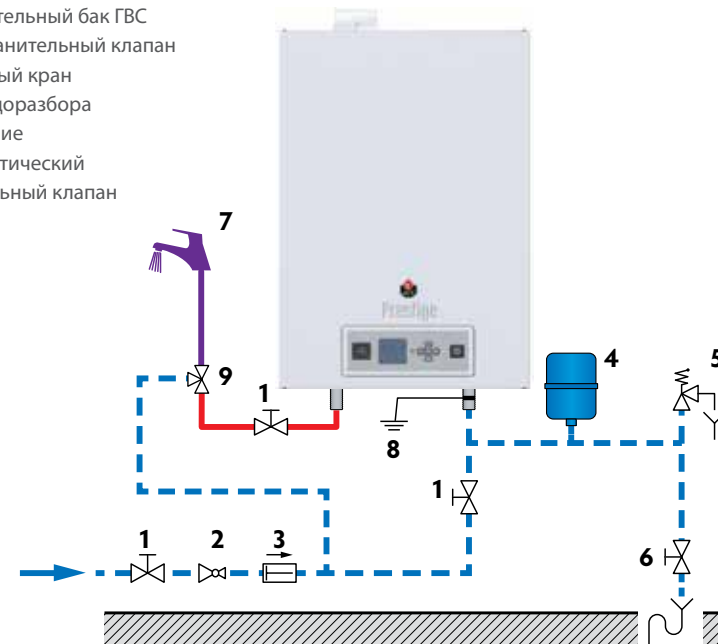 тельный бак ГВС
анительный клапан
ый кран
доразбора
ие
тический
льный клапан
7
Prestige
4
5
9
1
8
1
1
2
3
6